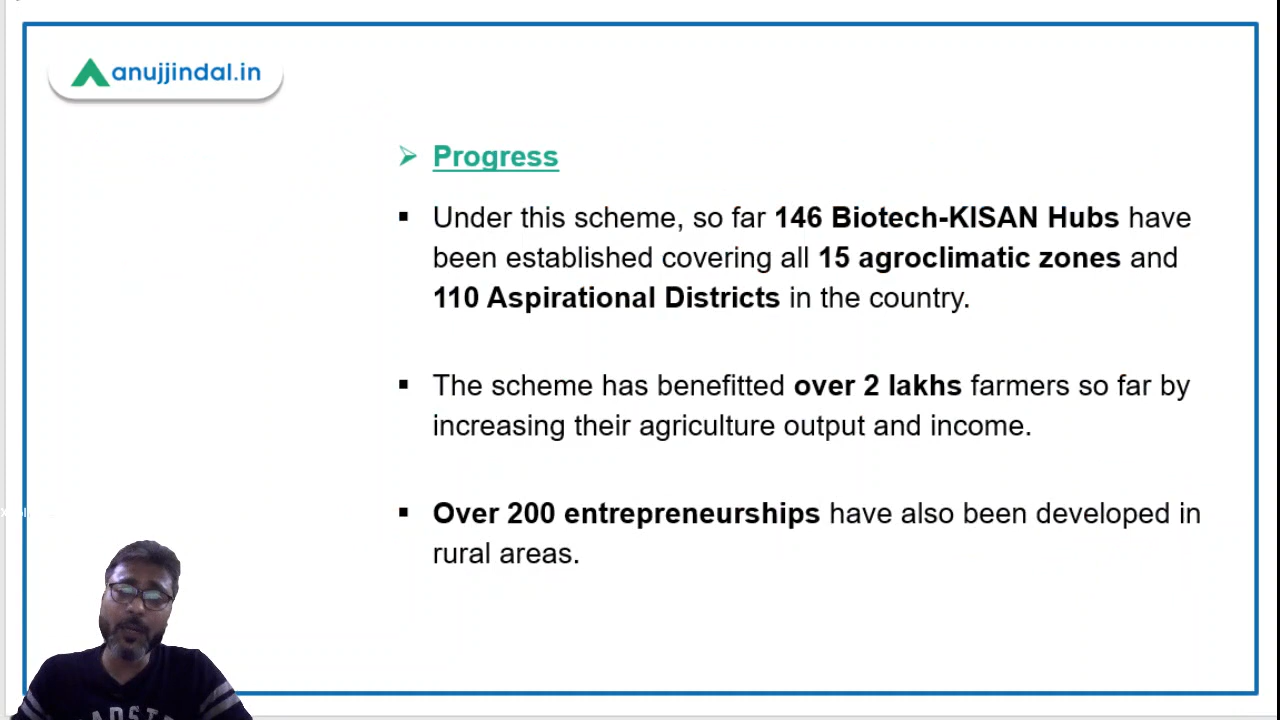 anujjindal.in
Progress
Under this scheme, so far 146 Biotech-KISAN Hubs have
been established covering all 15 agroclimatic zones and
110 Aspirational Districts in the country.
The scheme has benefitted over 2 lakhs farmers so far by
increasing their agriculture output and income.
Over 200 entrepreneurships have also been developed in
rural areas.